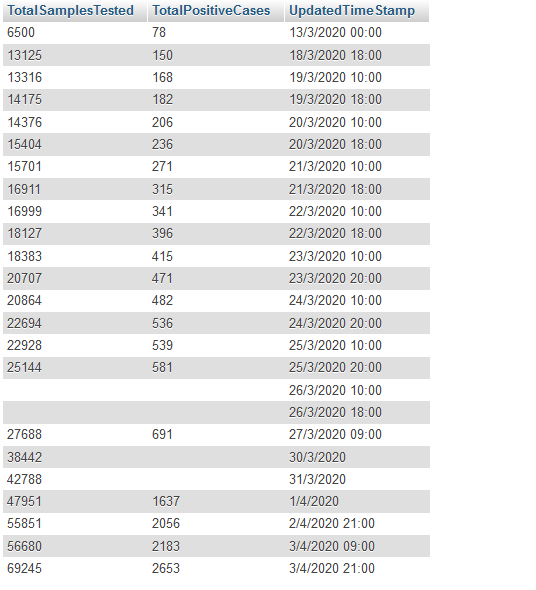 TotalSamplesTested TotalPositiveCases UpdatedTimeStamp
6500 78 13/3/2020 00:00
13125 150 18/3/2020 18:00
13316 168 19/3/2020 10:00
14175 182 19/3/2020 18:00
14376 206 20/3/2020 10:00
15404 236 20/3/2020 18:00
15701 271 21/3/2020 10:00
16911 315 21/3/2020 18:00
16999 341 22/3/2020 10:00
18127 396 22/3/2020 18:00
18383 415 23/3/2020 10:00
20707 471 23/3/2020 20:00
20864 482 24/3/2020 10:00
22694 536 24/3/2020 20:00
22928 539 25/3/2020 10:00
25144 581 25/3/2020 20:00
26/3/2020 10:00
26/3/2020 18:00
27688 691 27/3/2020 09:00
38442 30/3/2020
42788 31/3/2020
47951 1637 1/4/2020
55851 2056 2/4/2020 21:00
56680 2183 3/4/2020 09:00
69245 2653 3/4/2020 21:00